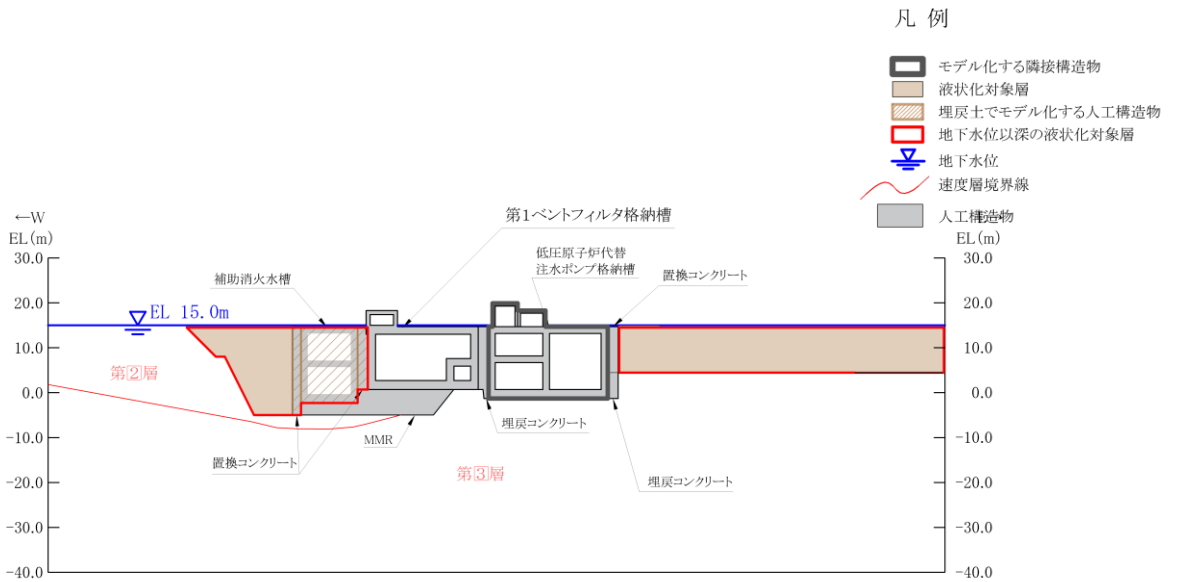 凡 例
モデル化する隣接構造物
液状化対象層
埋戻土でモデル化する人工構造物
地下水位以深の液状化対象層
地下水位
速度層境界線
人工構造物
←W
EL(m)
E→
EL(m)
第1ベントフィルタ格納槽
低圧原子炉代替
注水ポンプ格納槽
置換コンクリート
補助消火水槽
EL 15.0m
30.0
20.0
10.0
0.0
-10.0
-20.0
-30.0
-40.0
30.0
20.0
10.0
0.0
-10.0
-20.0
-30.0
-40.0
第②層
埋戻コンクリート
MMR
置換コンクリート
第③層
埋戻コンクリート